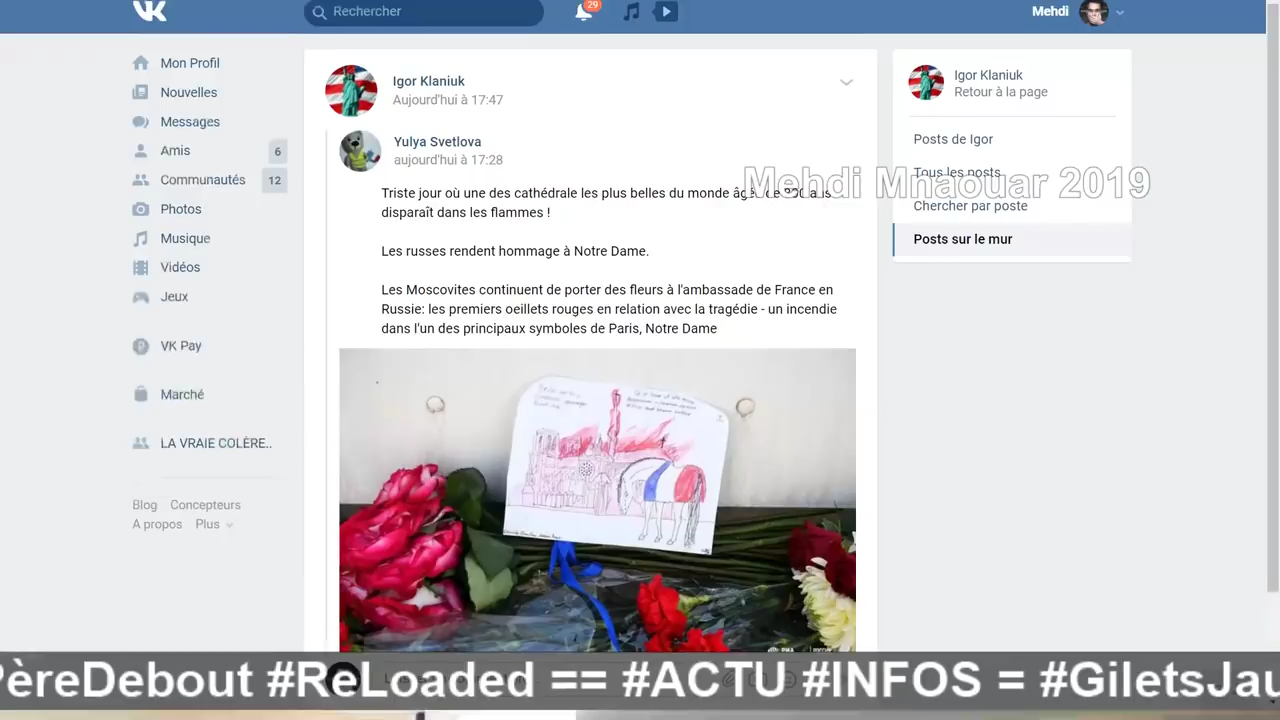 Rechercher
29
Mehdi
Mon Profil
Nouvelles
Messages
Amis
6
Communautés
12
Photos
Musique
Vidéos
Jeux
VK Pay
Marché
LA VRAIE COLÈRE..
Blog Concepteurs
A propos Plus
Igor Klaniuk
Aujourd'hui à 17:47
Yulya Svetlova
aujourd'hui à 17:28
Triste jour où une des cathédrale les plus belles du monde âgée de 800 ans
disparaît dans les flammes !
Les russes rendent hommage à Notre Dame.
Les Moscovites continuent de porter des fleurs à l'ambassade de France en
Russie: les premiers oeillets rouges en relation avec la tragédie - un incendie
dans l'un des principaux symboles de Paris, Notre Dame
Igor Klaniuk
Retour à la page
Posts de Igor
Tous les posts
Mehdi Mhaouar 2019
Chercher par poste
Posts sur le mur
PèreDebout #ReLoaded == #ACTU #INFOS = #GiletsJau